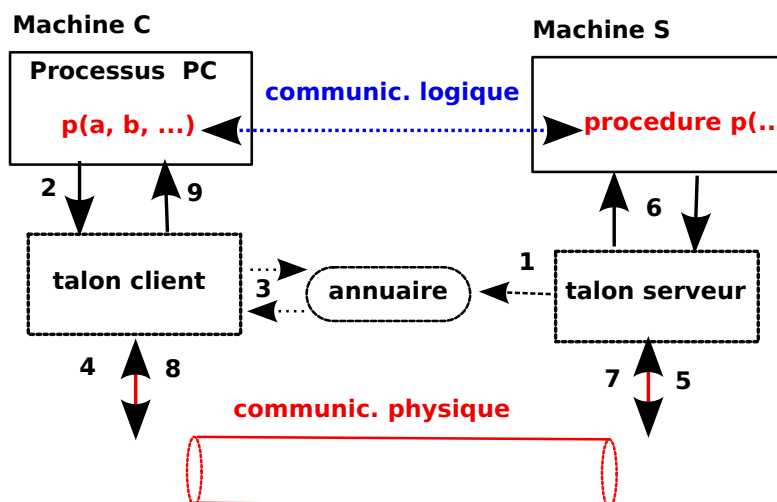 Machine C
Machine S
Processus PC
communic. logique
p(a, b, ...)
procedure p(..
2
9
6
talon client
3
annuaire
1
talon serveur
4
8
7
5
communic. physique